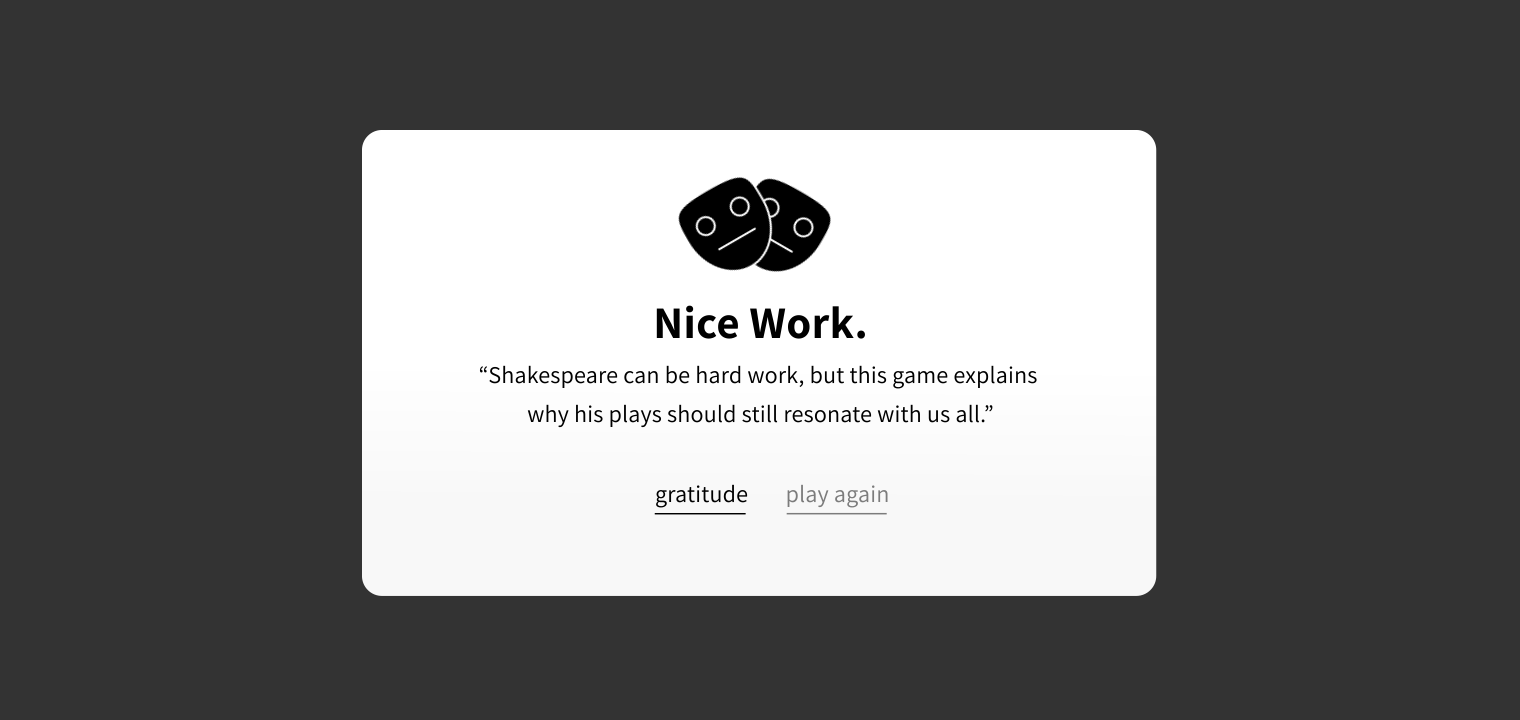 Nice Work.
“Shakespeare can be hard work, but this game explains
why his plays should still resonate with us all.”
gratitude play again